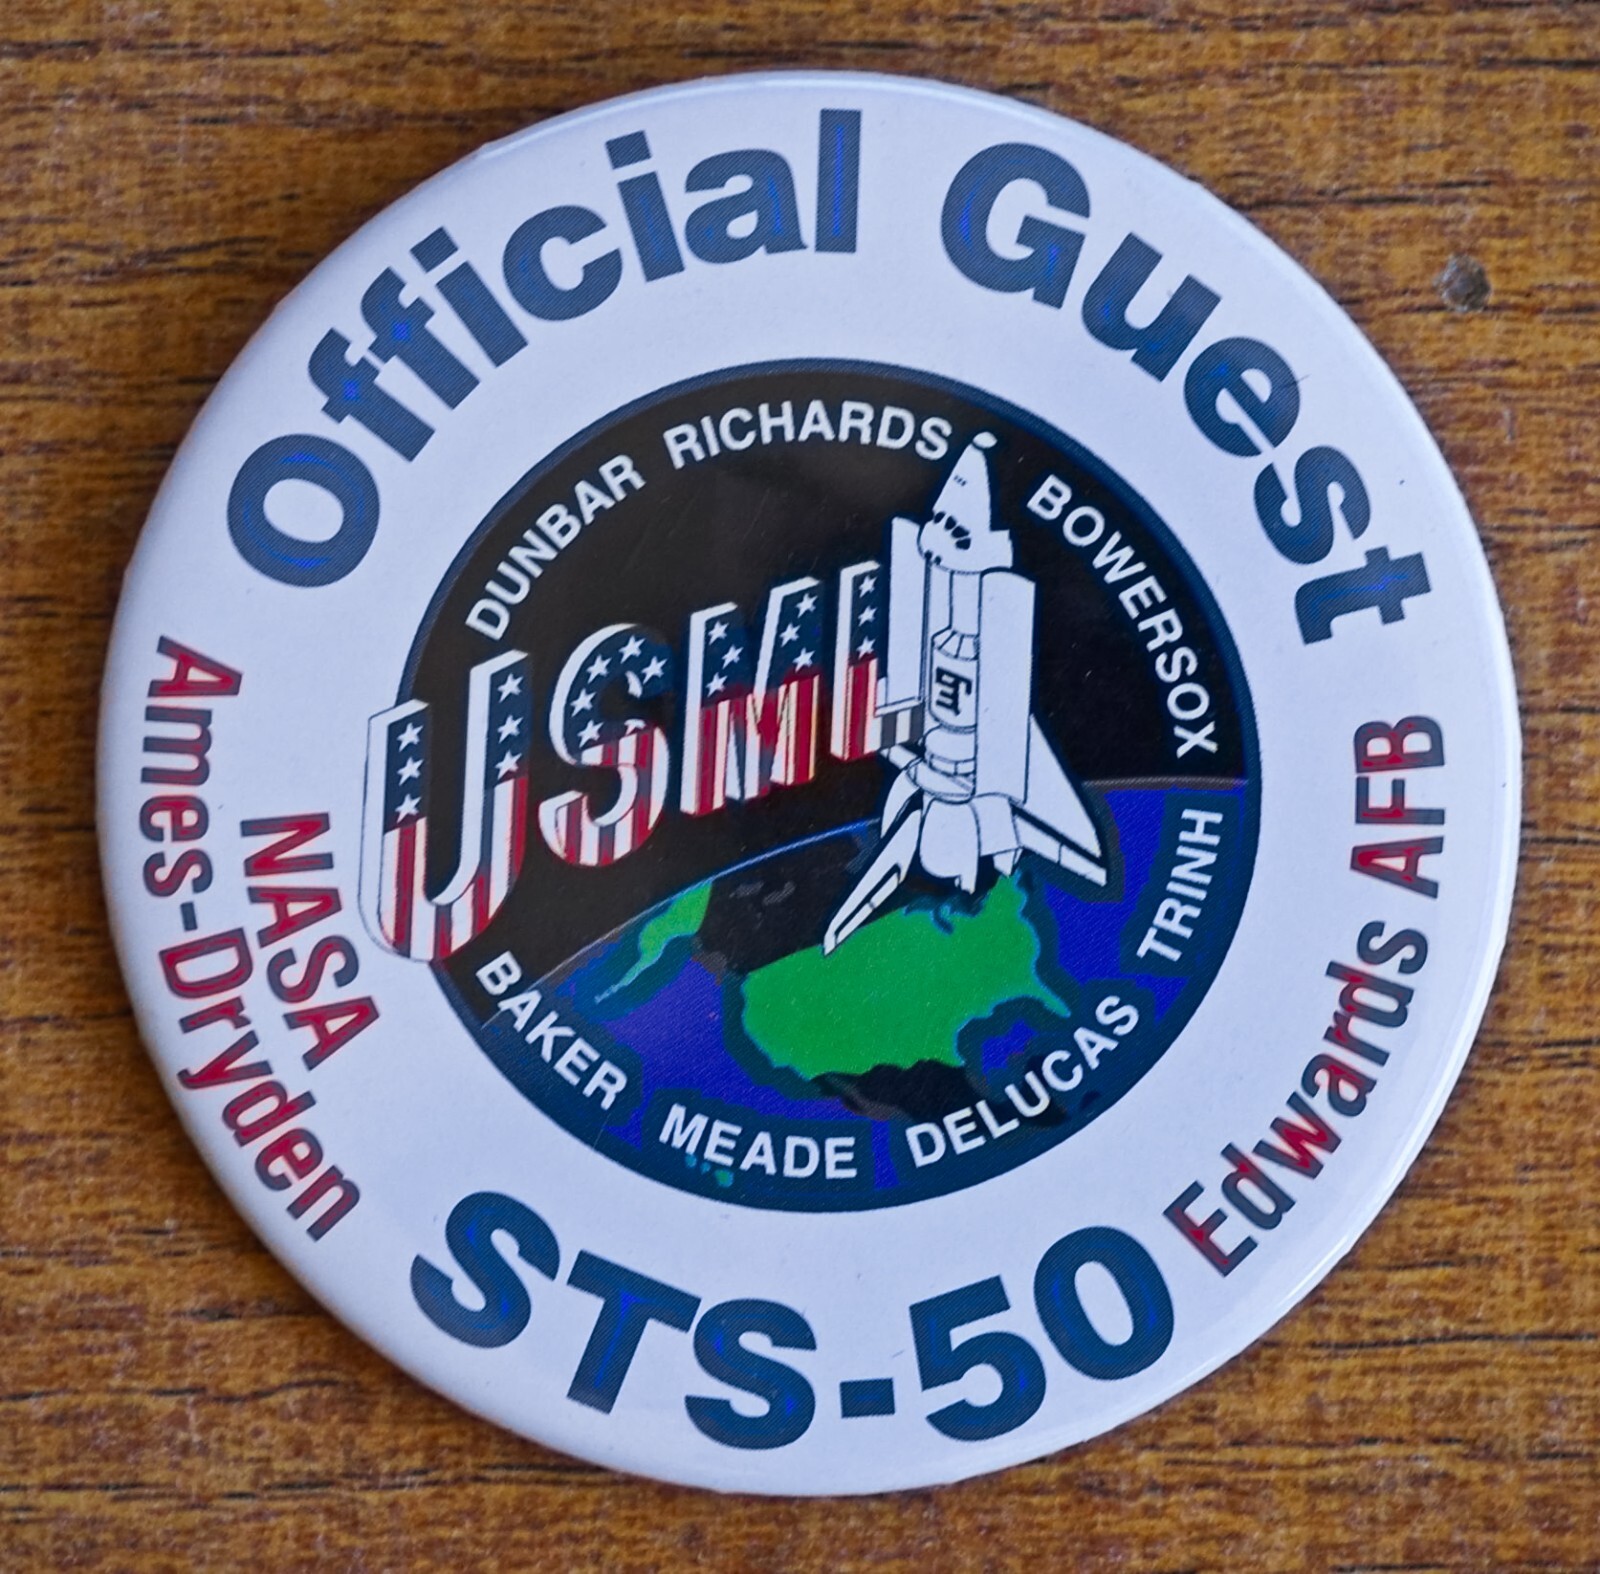 Official Guest
NASA
Ames-Dryden
Edwards AFB
STS-50
DUNBAR RICHARDS BOWERSOX
USML
BAKER MEADE DELUCAS TRINH